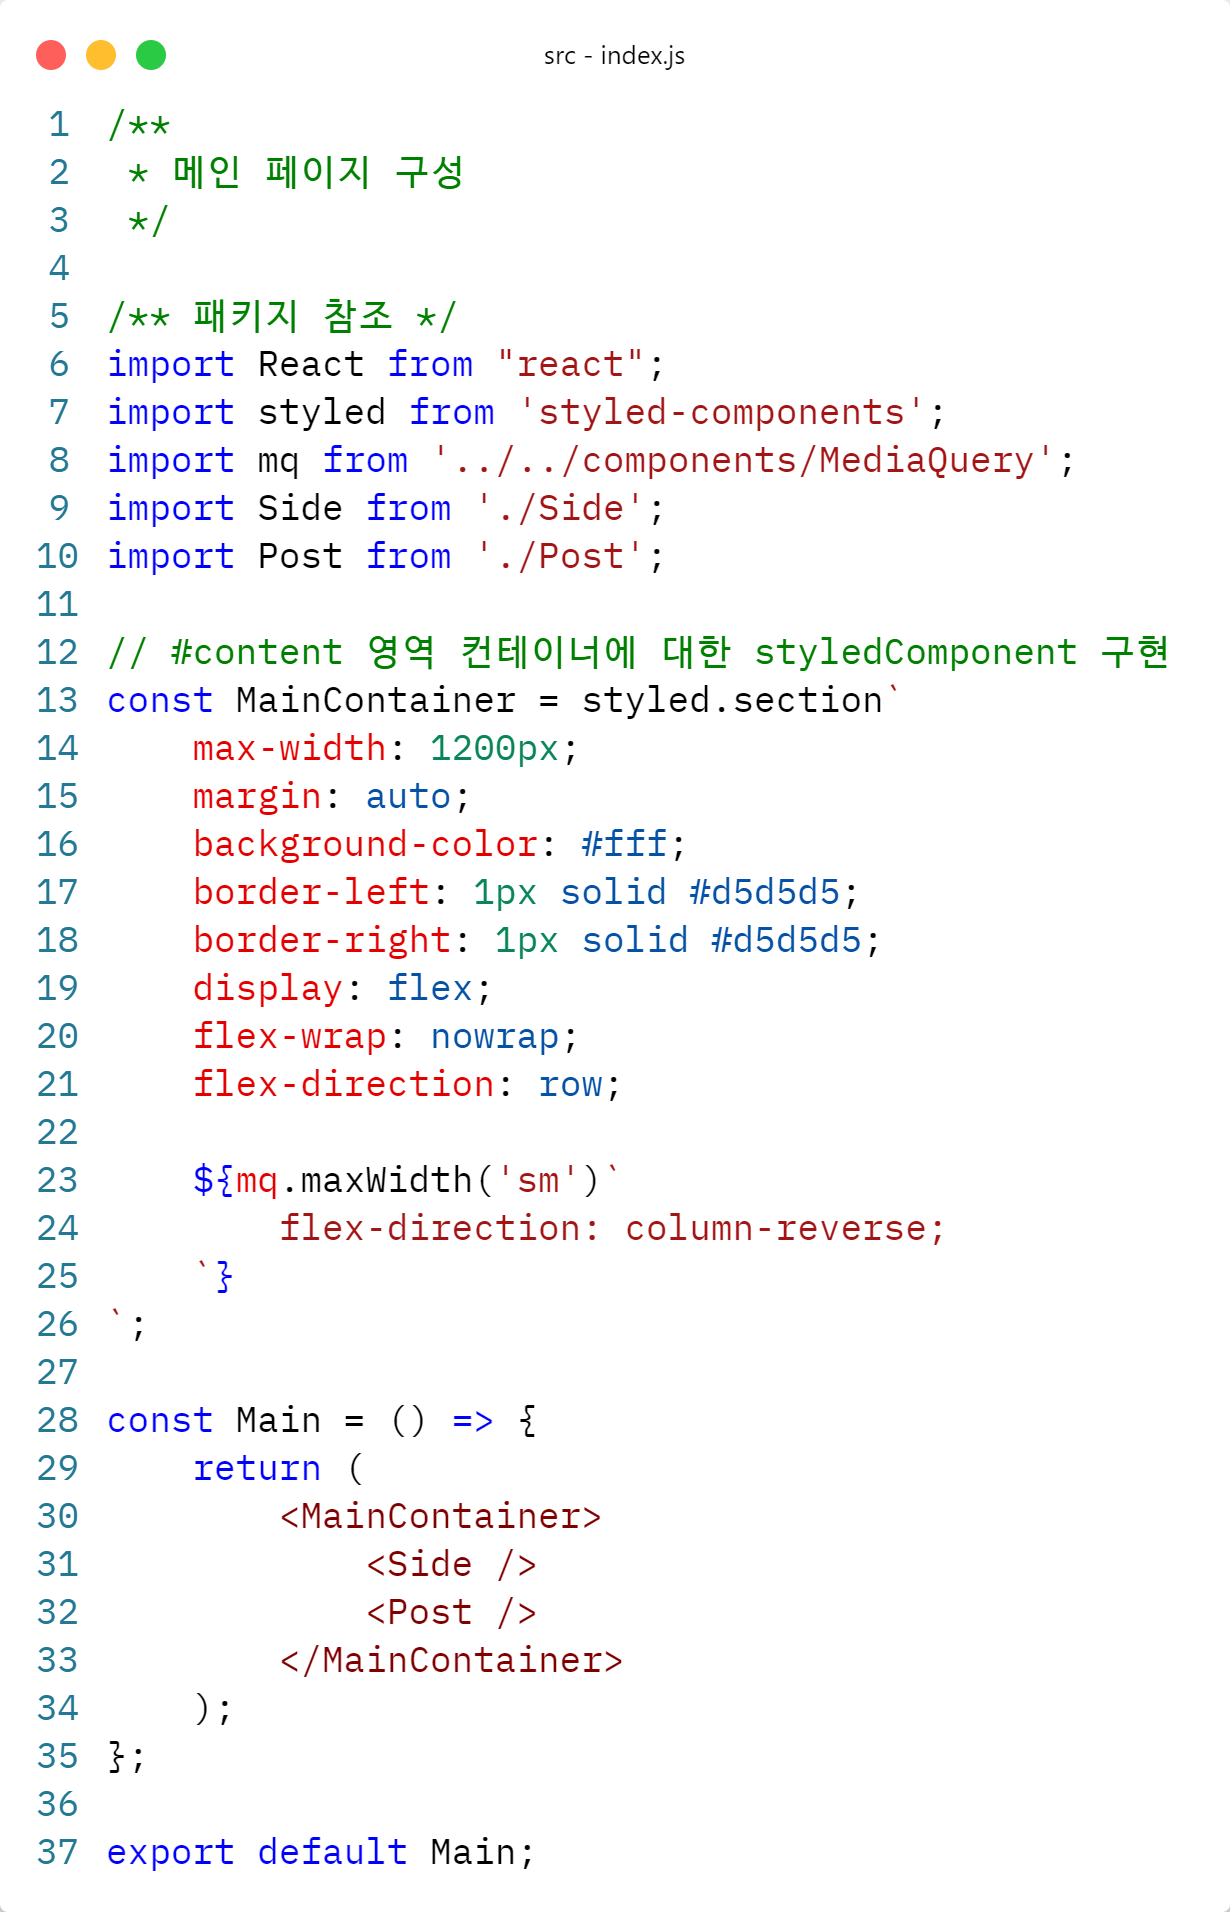 src - index.js
1 /**
2  * 메인 페이지 구성
3  */
4
5 /** 패키지 참조 */
6 import React from "react";
7 import styled from 'styled-components';
8 import mq from '../../components/MediaQuery';
9 import Side from './Side';
10 import Post from './Post';
11
12 // #content 영역 컨테이너에 대한 styledComponent 구현
13 const MainContainer = styled.section`
14     max-width: 1200px;
15     margin: auto;
16     background-color: #fff;
17     border-left: 1px solid #d5d5d5;
18     border-right: 1px solid #d5d5d5;
19     display: flex;
20     flex-wrap: nowrap;
21     flex-direction: row;
22
23     ${mq.maxWidth('sm')`
24         flex-direction: column-reverse;
25     `}
26 `;
27
28 const Main = () => {
29     return (
30         <MainContainer>
31             <Side />
32             <Post />
33         </MainContainer>
34     );
35 };
36
37 export default Main;